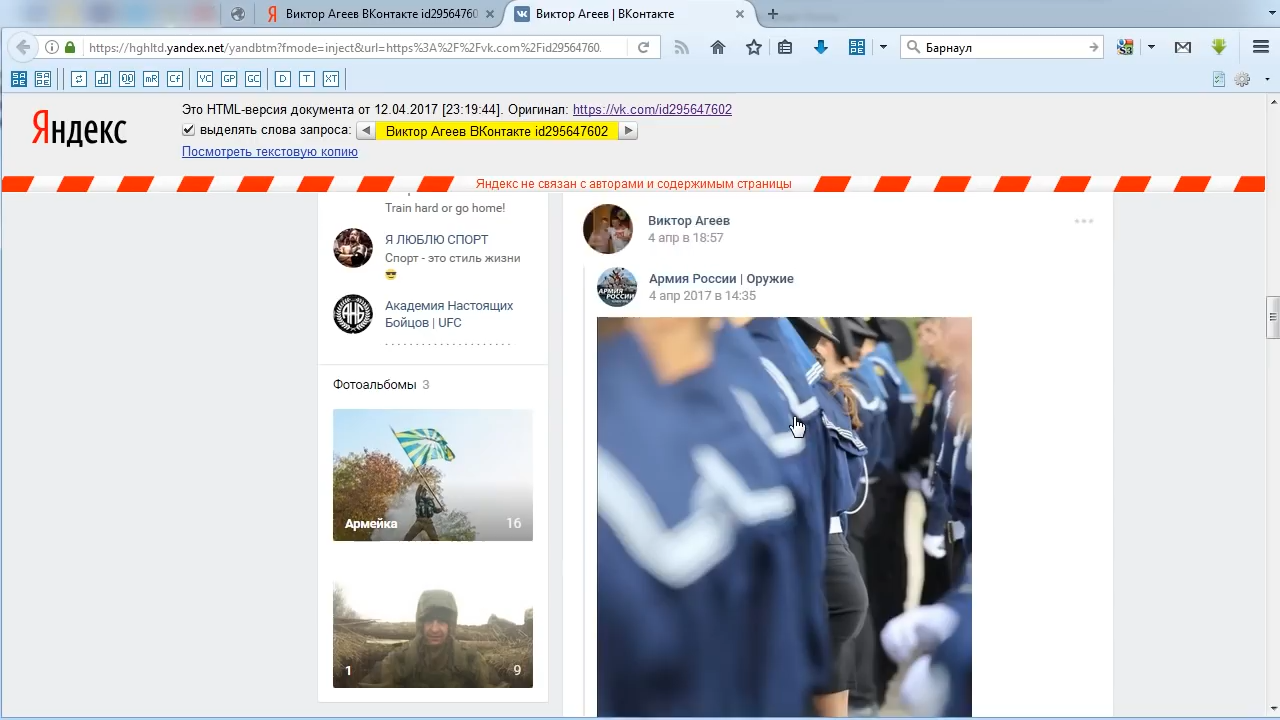 Виктор Агеев ВКонтакте id29564760
Виктор Агеев | ВКонтакте
https://hghltd.yandex.net/yandbtm?fmode=inject&url=https%3A%2F%2Fvk.com%2Fid29564760.
Барнаул
VC GP GC D T XT
Яндекс
Это HTML-версия документа от 12.04.2017 [23:19:44]. Оригинал: https://vk.com/id295647602
выделять слова запроса: Виктор Агеев ВКонтакте id295647602
Посмотреть текстовую копию
Яндекс не связан с авторами и содержимым страницы
Train hard or go home!
Я ЛЮБЛЮ СПОРТ
Спорт - это стиль жизни
Академия Настоящих
Бойцов | UFC
Фотоальбомы 3
Армейка 16
1 9
Виктор Агеев
4 апр в 18:57
Армия России | Оружие
4 апр 2017 в 14:35